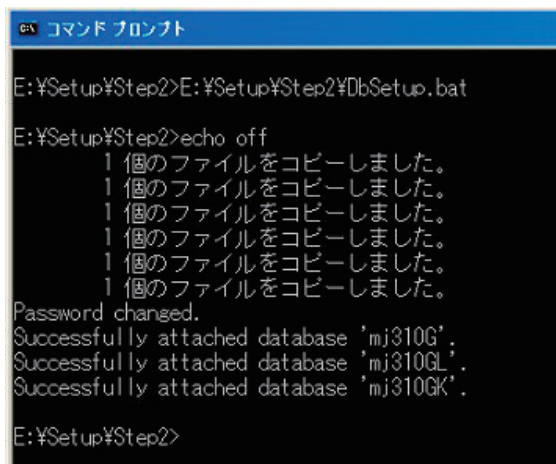 コマンド プロンプト
E:¥Setup¥Step2>E:¥Setup¥Step2¥DbSetup.bat
E:¥Setup¥Step2>echo off
1 個のファイルをコピーしました。
1 個のファイルをコピーしました。
1 個のファイルをコピーしました。
1 個のファイルをコピーしました。
1 個のファイルをコピーしました。
1 個のファイルをコピーしました。
Password changed.
Successfully attached database 'mj310G'.
Successfully attached database 'mj310GL'.
Successfully attached database 'mj310GK'.
E:¥Setup¥Step2>